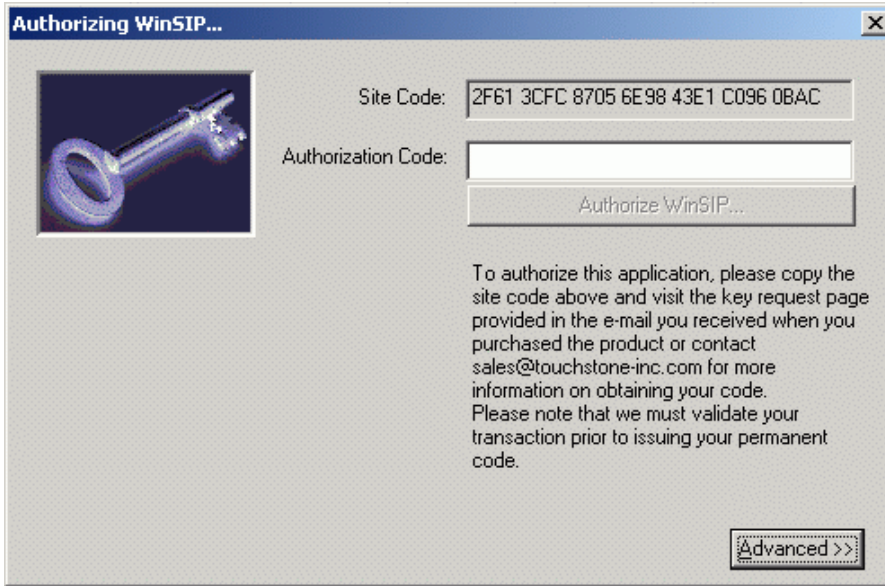 Authorizing WinSIP...
Site Code: 2F61 3CFC 8705 6E98 43E1 C096 0BAC
Authorization Code:
Authorize WinSIP...
To authorize this application, please copy the
site code above and visit the key request page
provided in the e-mail you received when you
purchased the product or contact
sales@touchstone-inc.com for more
information on obtaining your code.
Please note that we must validate your
transaction prior to issuing your permanent
code.
Advanced >>